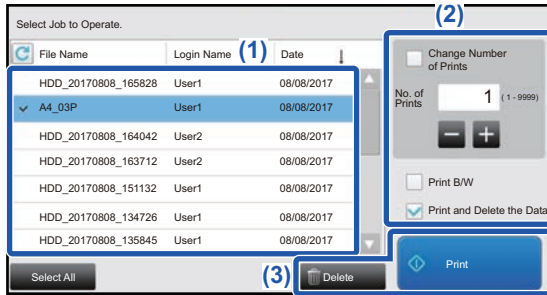 Select Job to Operate.
(2)
File Name Login Name (1) Date
HDD_20170808_165828 User1 08/08/2017
A4_03P User1 08/08/2017
HDD_20170808_164042 User2 08/08/2017
HDD_20170808_163712 User2 08/08/2017
HDD_20170808_151132 User1 08/08/2017
HDD_20170808_134726 User1 08/08/2017
HDD_20170808_135845 User1 08/08/2017
Change Number
of Prints
No. of
Prints
1 (1 - 9999)
Print B/W
Print and Delete the Data
Select All
(3) Delete
Print